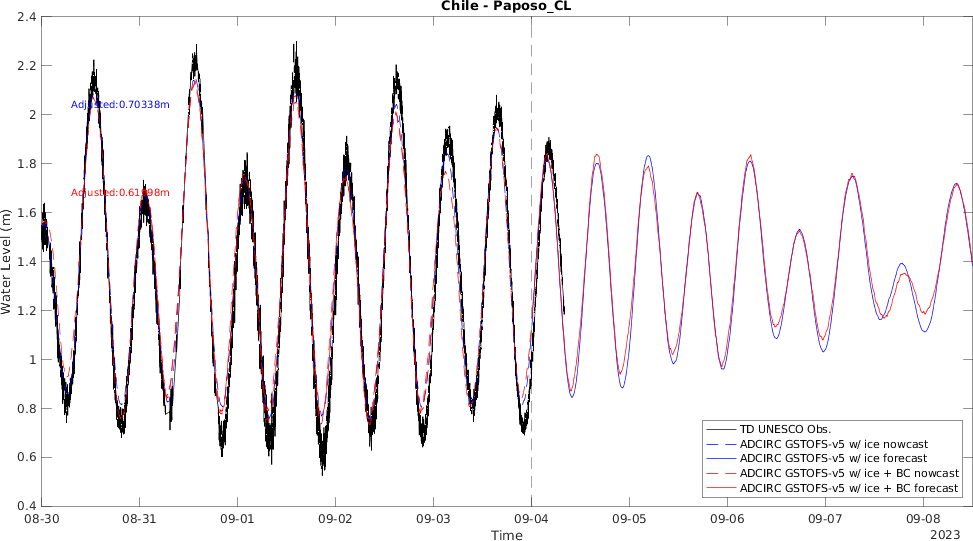 Chile - Paposo_CL
2.4
2.2
2
1.8
1.6
1.4
1.2
1
0.8
0.6
0.4
Water Level (m)
Adjusted:0.70338m
TD UNESCO Obs.
ADCIRC GSTOFS-v5 w/ ice nowcast
ADCIRC GSTOFS-v5 w/ ice forecast
ADCIRC GSTOFS-v5 w/ ice + BC nowcast
ADCIRC GSTOFS-v5 w/ ice + BC forecast
08-30 08-31 09-01 09-02 09-03 09-04 09-05 09-06 09-07 09-08
Time
2023